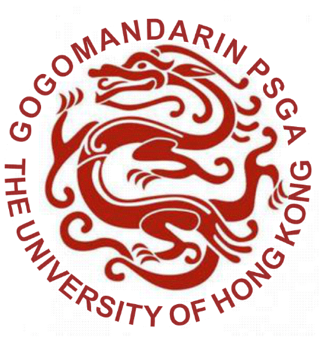 GOGOMANDARIN PSGA
THE UNIVERSITY OF HONG KONG